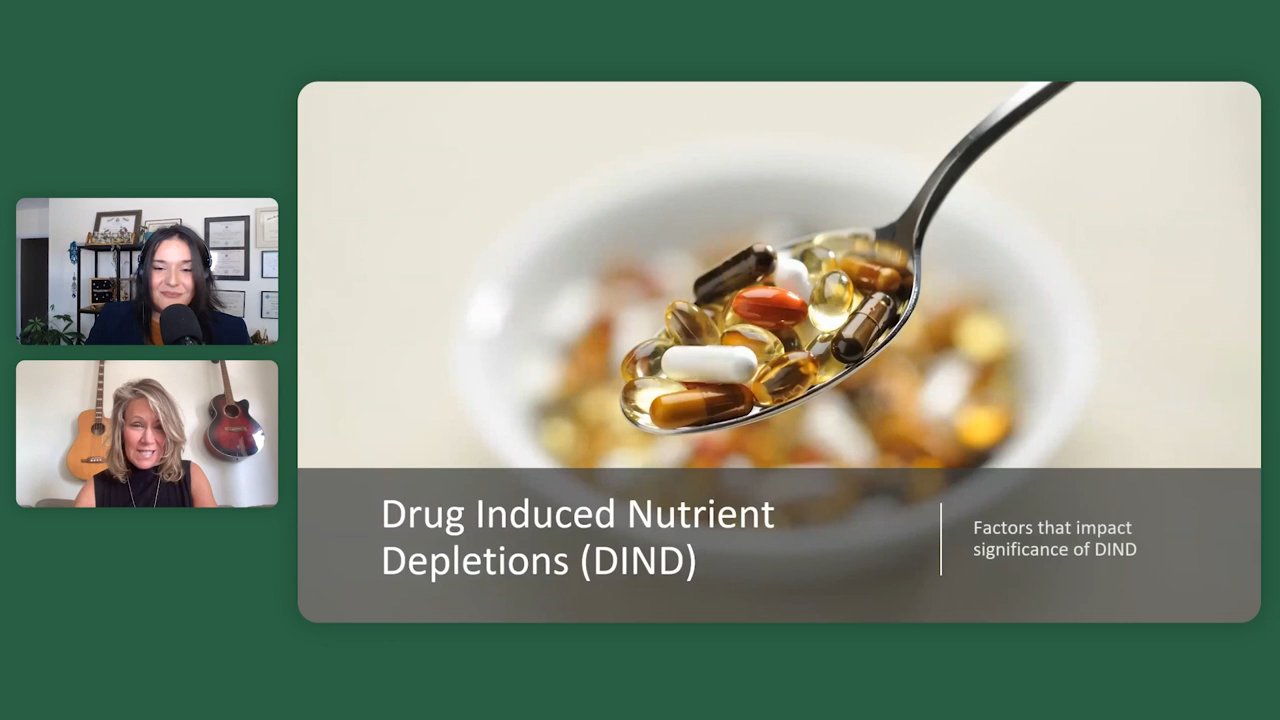 Drug Induced Nutrient
Depletions (DIND)
Factors that impact
significance of DIND